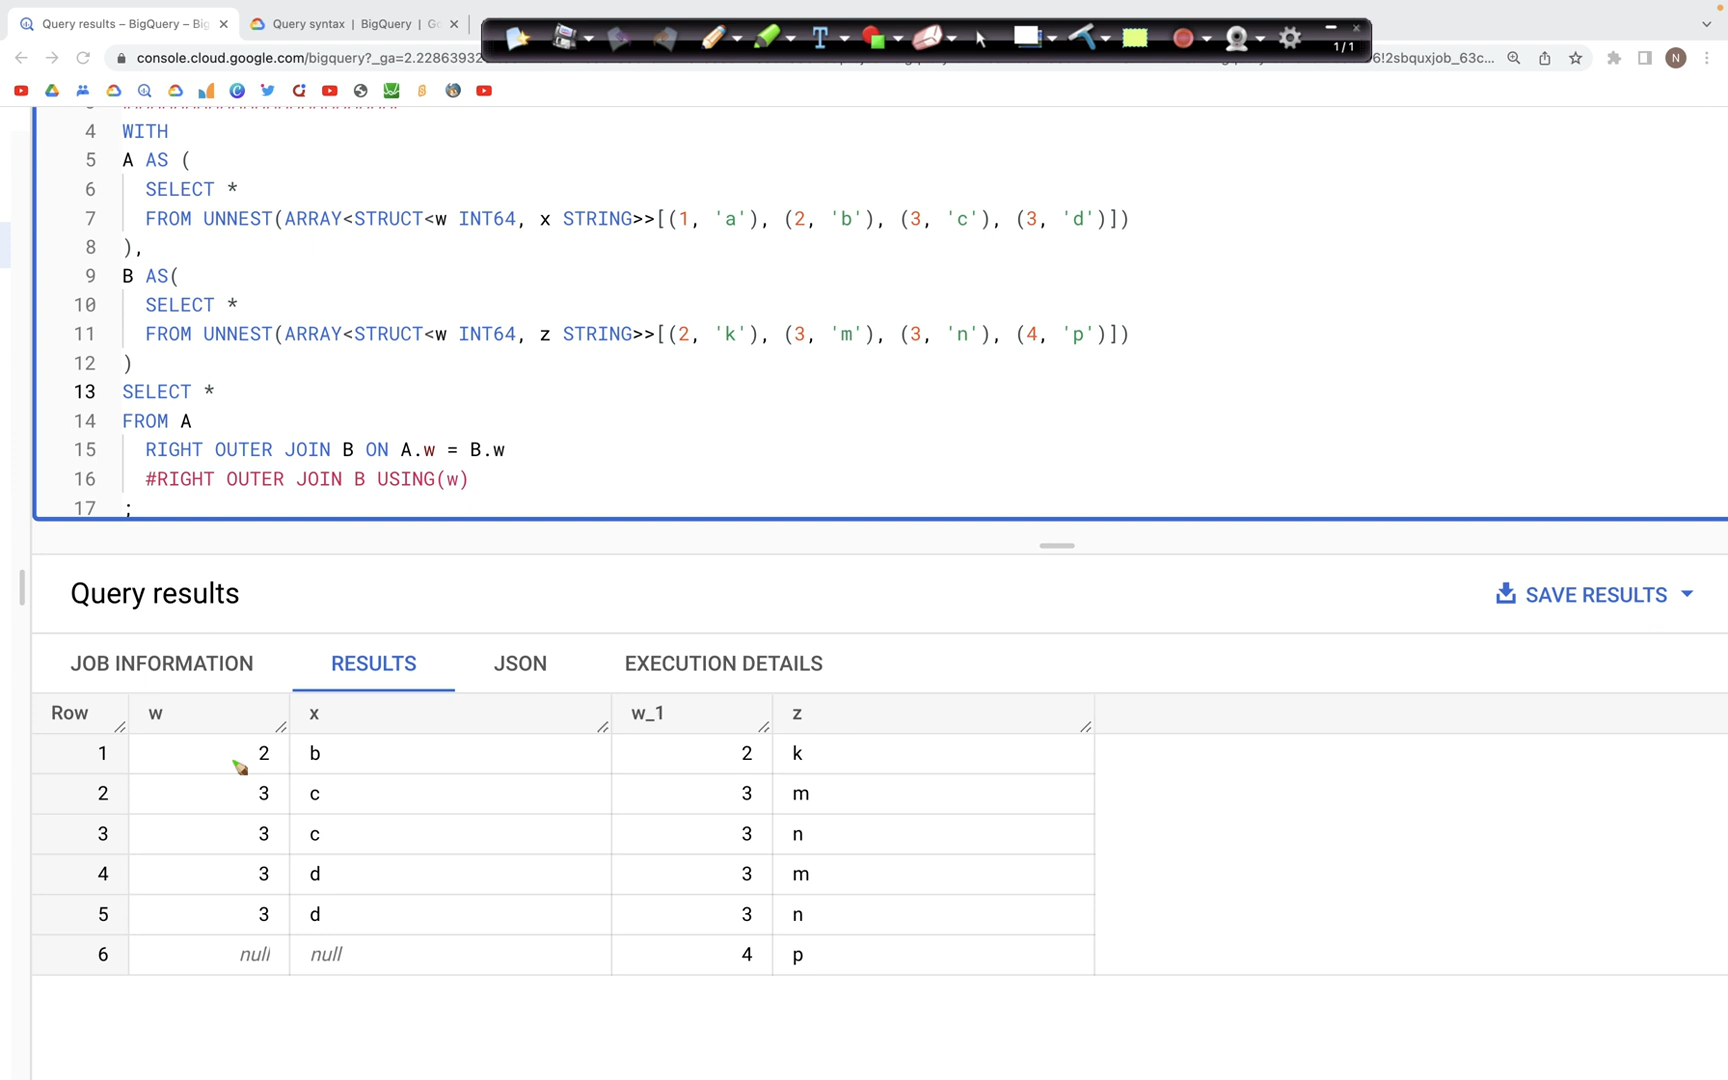 Query results – BigQuery – Big
Query syntax | BigQuery | Go
1/1
console.cloud.google.com/bigquery?_ga=2.22863932
6!2sbquxjob_63c...
N
4 WITH
5 A AS (
6 SELECT *
7 FROM UNNEST(ARRAY<STRUCT<w INT64, x STRING>>[(1, 'a'), (2, 'b'), (3, 'c'), (3, 'd')])
8 ),
9 B AS(
10 SELECT *
11 FROM UNNEST(ARRAY<STRUCT<w INT64, z STRING>>[(2, 'k'), (3, 'm'), (3, 'n'), (4, 'p')])
12 )
13 SELECT *
14 FROM A
15 RIGHT OUTER JOIN B ON A.w = B.w
16 #RIGHT OUTER JOIN B USING(w)
17 ;
Query results
SAVE RESULTS
JOB INFORMATION RESULTS JSON EXECUTION DETAILS
Row w x w_1 z
1 2 b 2 k
2 3 c 3 m
3 3 c 3 n
4 3 d 3 m
5 3 d 3 n
6 null null 4 p